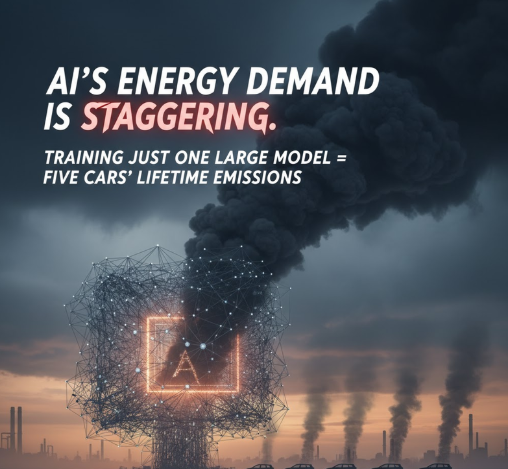 AI'S ENERGY DEMAND
IS STAGGERING.
TRAINING JUST ONE LARGE MODEL =
FIVE CARS' LIFETIME EMISSIONS
A